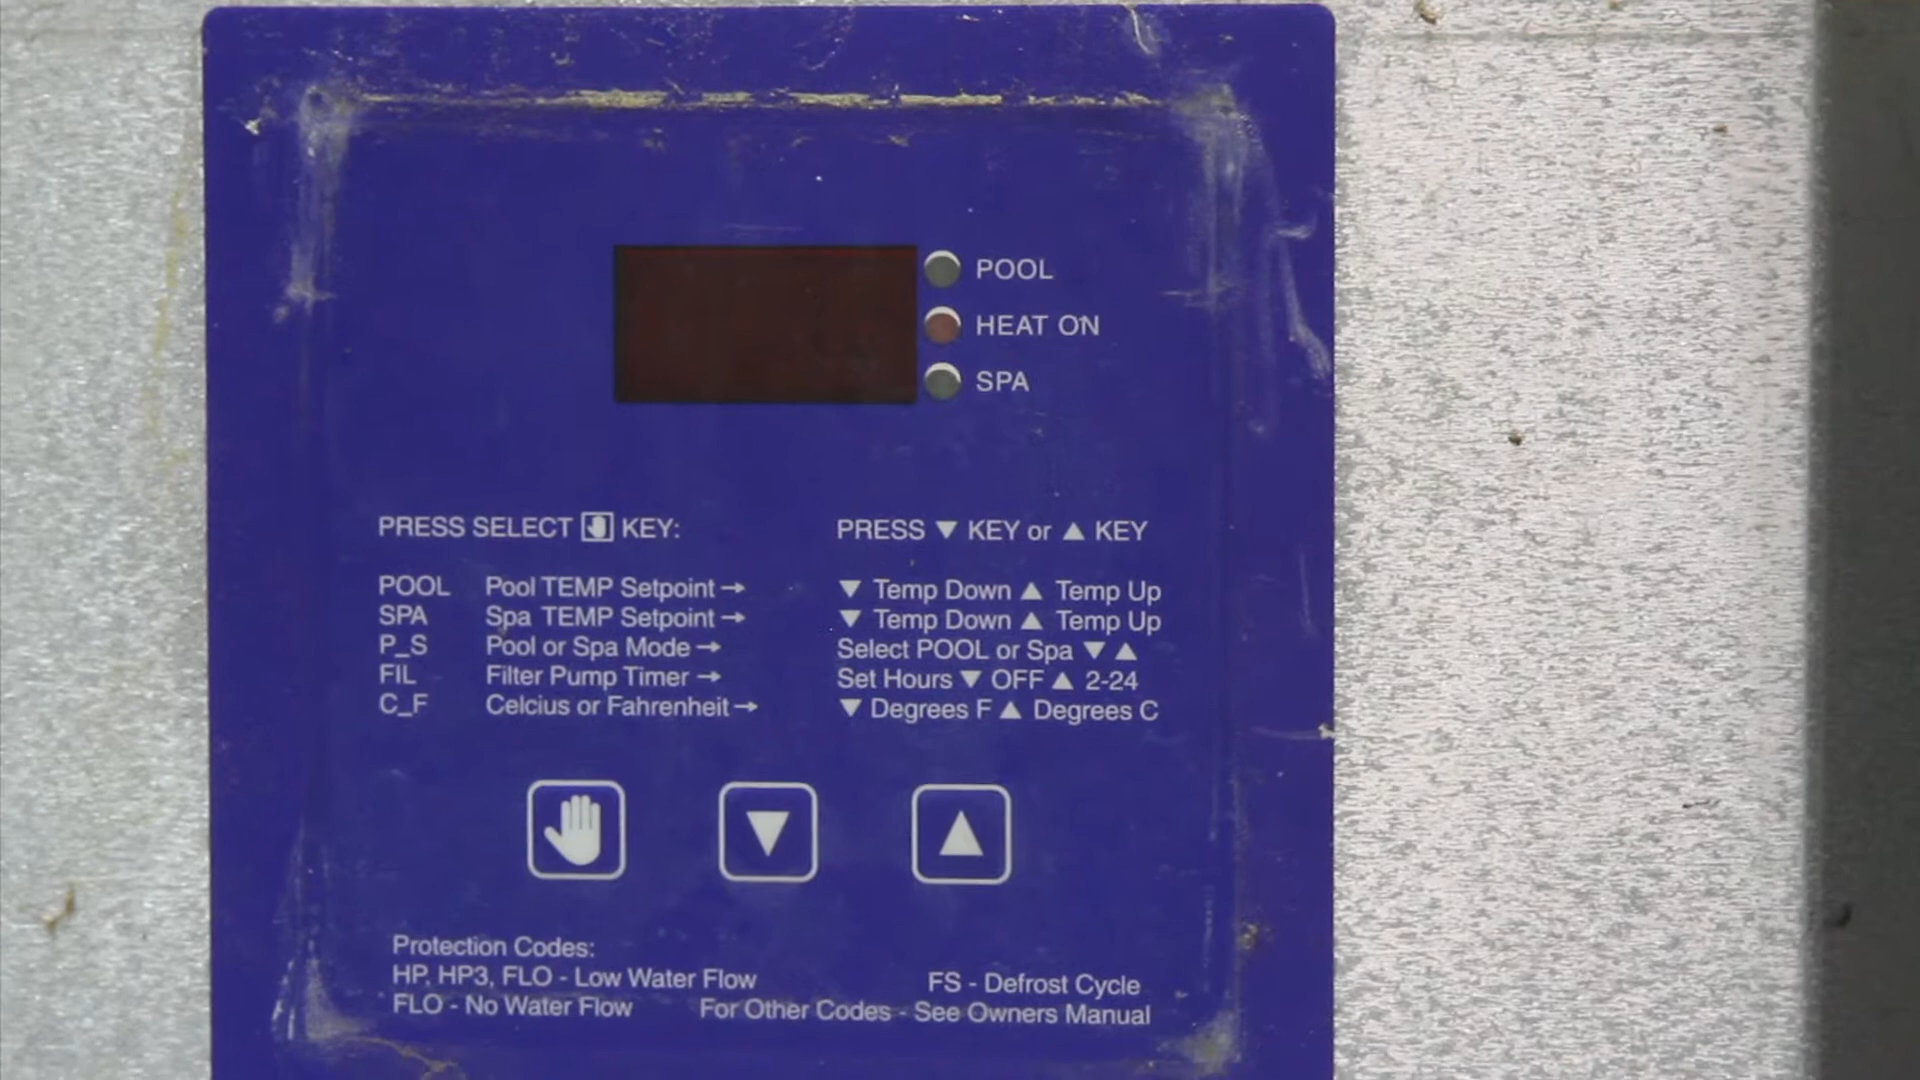 POOL
HEAT ON
SPA
PRESS SELECT KEY:
PRESS ▼ KEY or ▲ KEY
POOL Pool TEMP Setpoint → ▼ Temp Down ▲ Temp Up
SPA Spa TEMP Setpoint → ▼ Temp Down ▲ Temp Up
P_S Pool or Spa Mode → Select POOL or Spa ▼ ▲
FIL Filter Pump Timer → Set Hours ▼ OFF ▲ 2-24
C_F Celcius or Fahrenheit → ▼ Degrees F ▲ Degrees C
Protection Codes:
HP, HP3, FLO - Low Water Flow FS - Defrost Cycle
FLO - No Water Flow For Other Codes - See Owners Manual